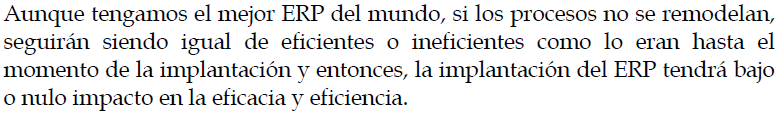 Aunque tengamos el mejor ERP del mundo, si los procesos no se remodelan,
seguirán siendo igual de eficientes o ineficientes como lo eran hasta el
momento de la implantación y entonces, la implantación del ERP tendrá bajo
o nulo impacto en la eficacia y eficiencia.